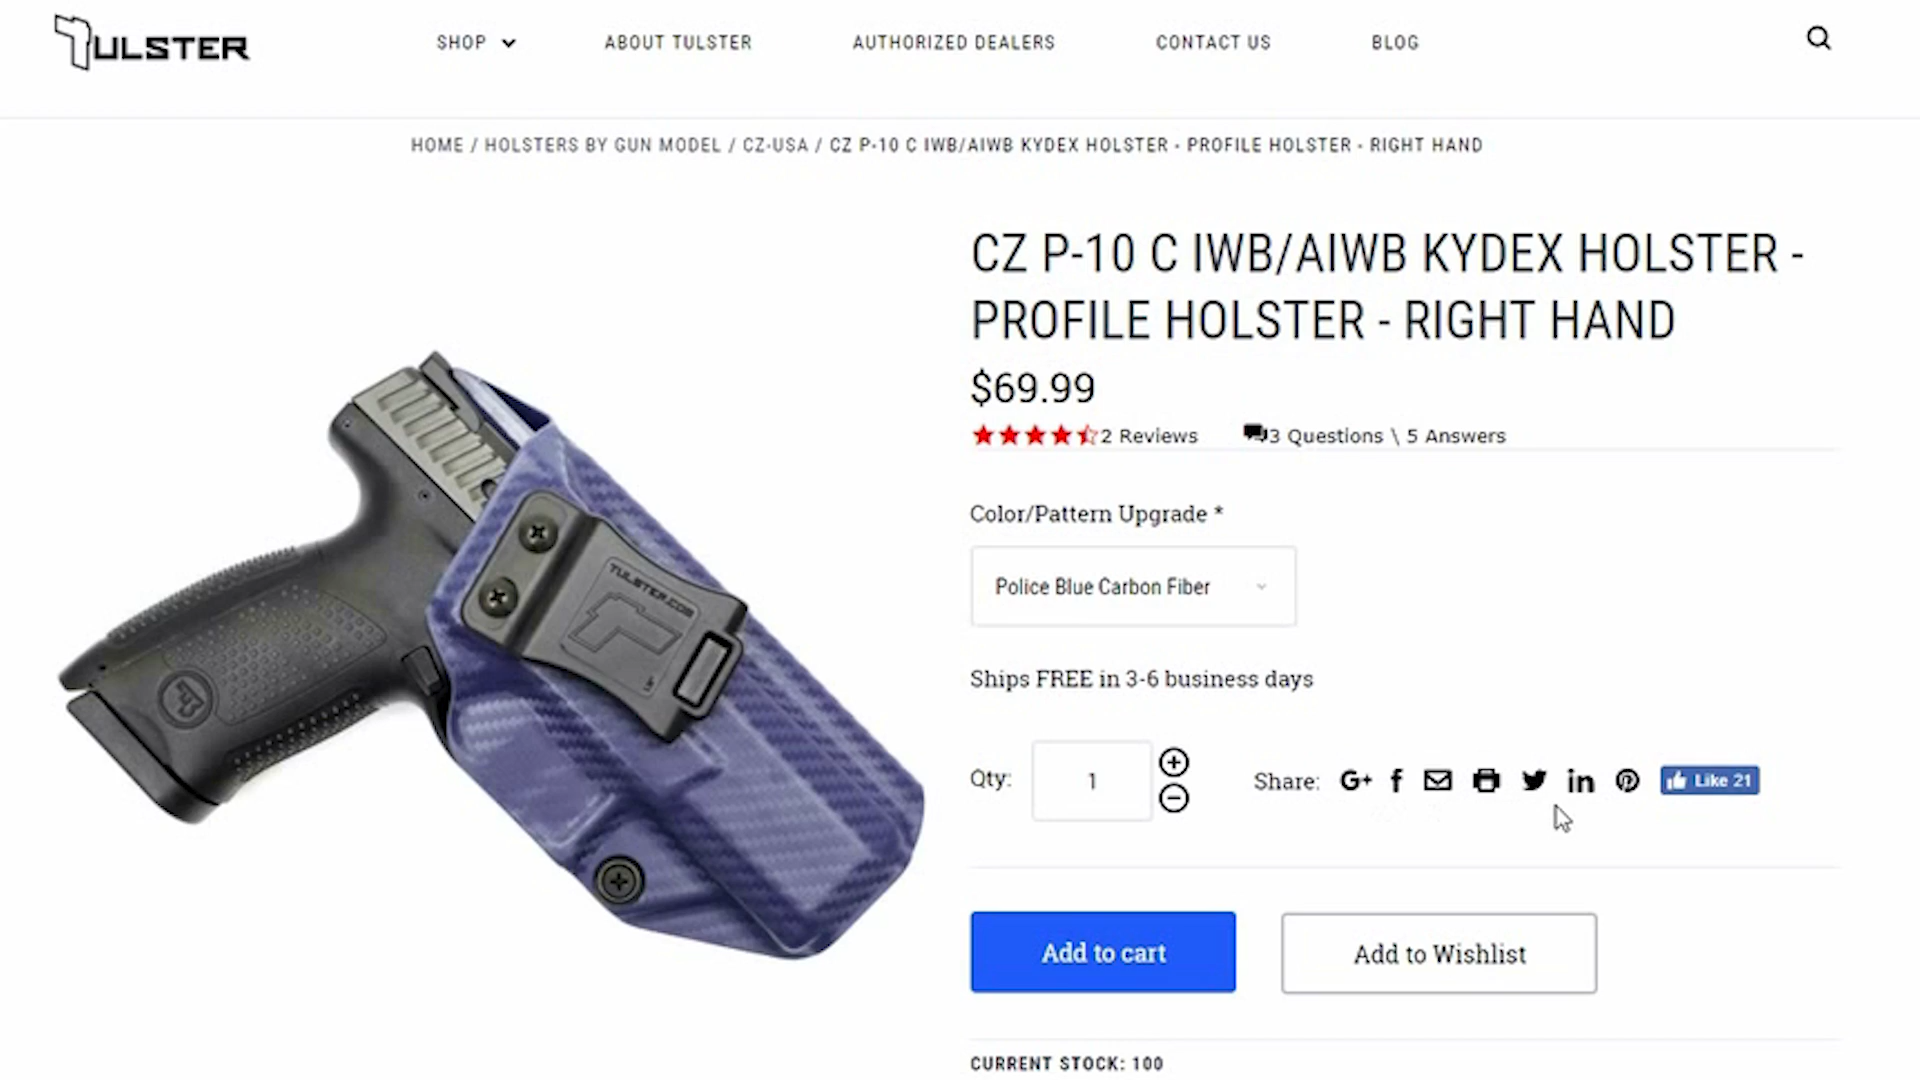 TULSTER
SHOP
ABOUT TULSTER
AUTHORIZED DEALERS
CONTACT US
BLOG
HOME / HOLSTERS BY GUN MODEL / CZ-USA / CZ P-10 C IWB/AIWB KYDEX HOLSTER - PROFILE HOLSTER - RIGHT HAND
CZ P-10 C IWB/AIWB KYDEX HOLSTER -
PROFILE HOLSTER - RIGHT HAND
$69.99
2 Reviews
3 Questions \ 5 Answers
Color/Pattern Upgrade *
Police Blue Carbon Fiber
Ships FREE in 3-6 business days
Qty:
1
Share:
G+
f
in
Like 21
Add to cart
Add to Wishlist
CURRENT STOCK: 100
TULSTER.COM